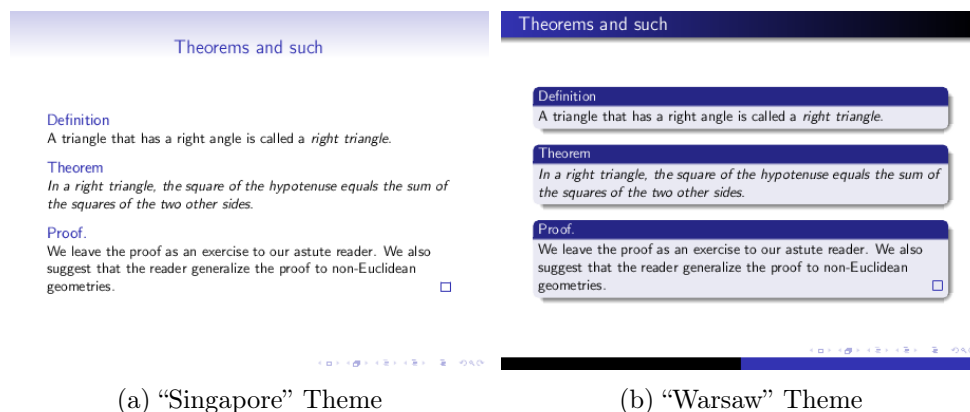 Theorems and such
Definition
A triangle that has a right angle is called a right triangle.
Theorem
In a right triangle, the square of the hypotenuse equals the sum of
the squares of the two other sides.
Proof.
We leave the proof as an exercise to our astute reader. We also
suggest that the reader generalize the proof to non-Euclidean
geometries.
(a) “Singapore” Theme
Theorems and such
Definition
A triangle that has a right angle is called a right triangle.
Theorem
In a right triangle, the square of the hypotenuse equals the sum of
the squares of the two other sides.
Proof.
We leave the proof as an exercise to our astute reader. We also
suggest that the reader generalize the proof to non-Euclidean
geometries.
(b) “Warsaw” Theme